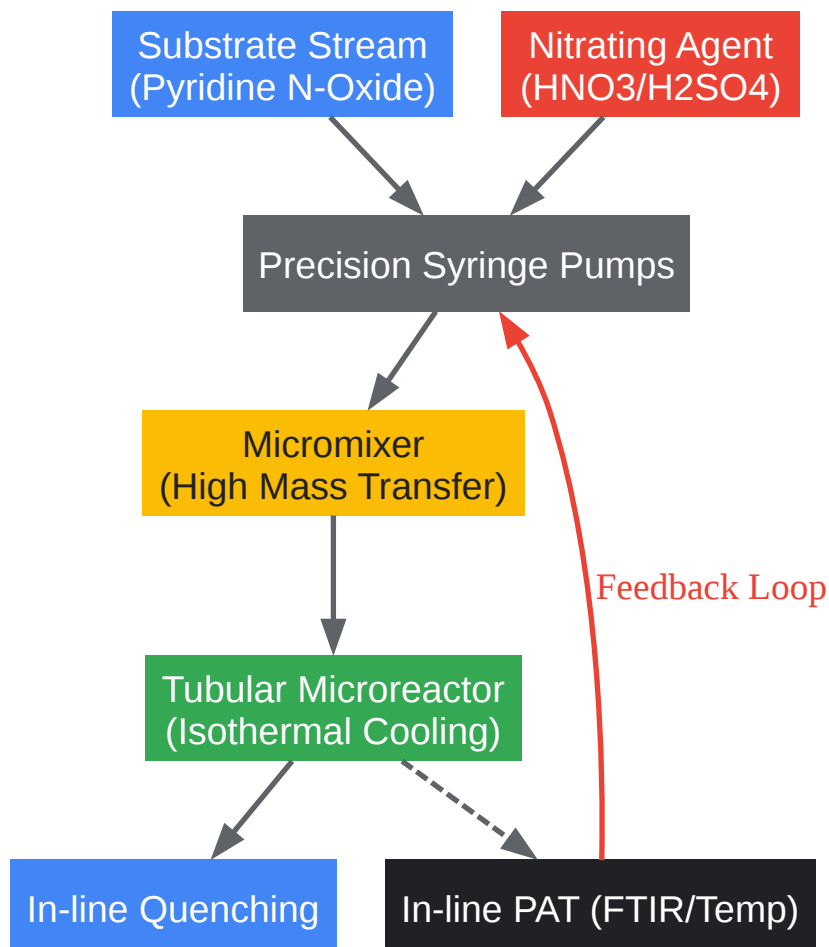 Substrate Stream
(Pyridine N-Oxide)
Nitrating Agent
(HNO3/H2SO4)
Precision Syringe Pumps
Micromixer
(High Mass Transfer)
Feedback Loop
Tubular Microreactor
(Isothermal Cooling)
In-line Quenching
In-line PAT (FTIR/Temp)